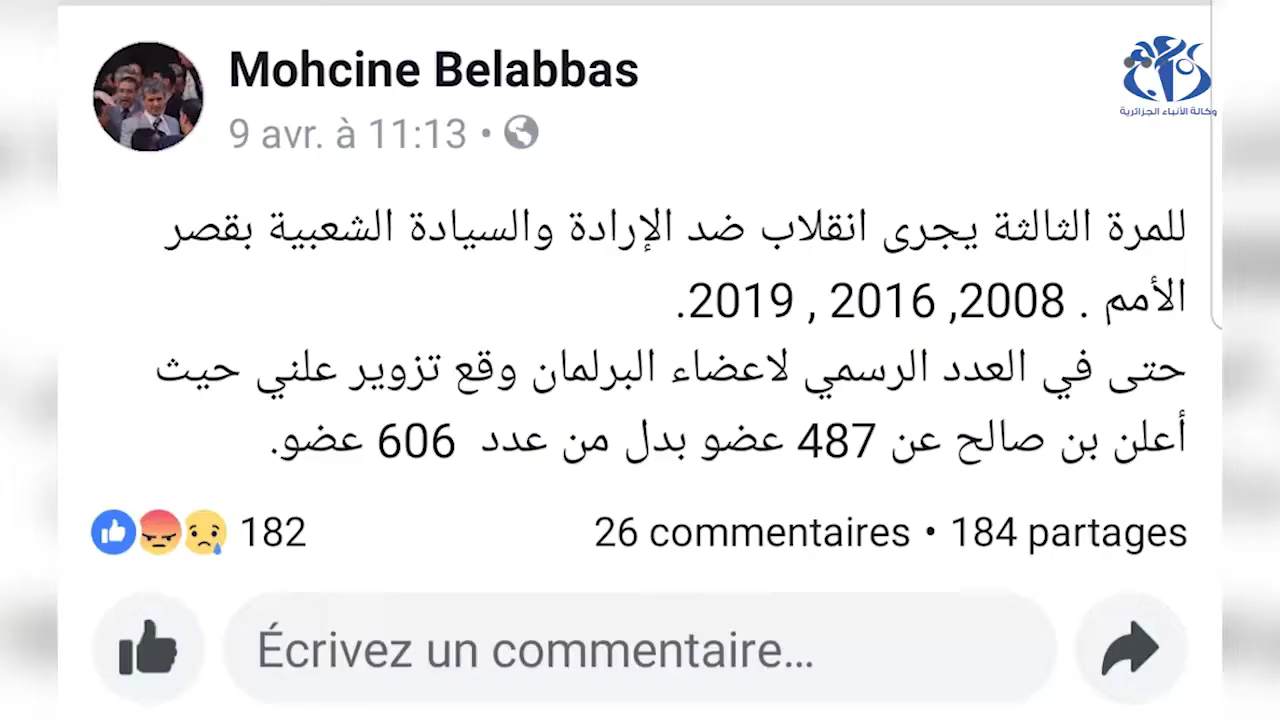 Mohcine Belabbas
وكالة الأنباء الجزائرية
9 avr. à 11:13 •
للمرة الثالثة يجرى انقلاب ضد الإرادة والسيادة الشعبية بقصر
الأمم . 2008, 2016 , 2019.
حتى في العدد الرسمي لاعضاء البرلمان وقع تزوير علني حيث
أعلن بن صالح عن 487 عضو بدل من عدد 606 عضو.
182
26 commentaires • 184 partages
Écrivez un commentaire...